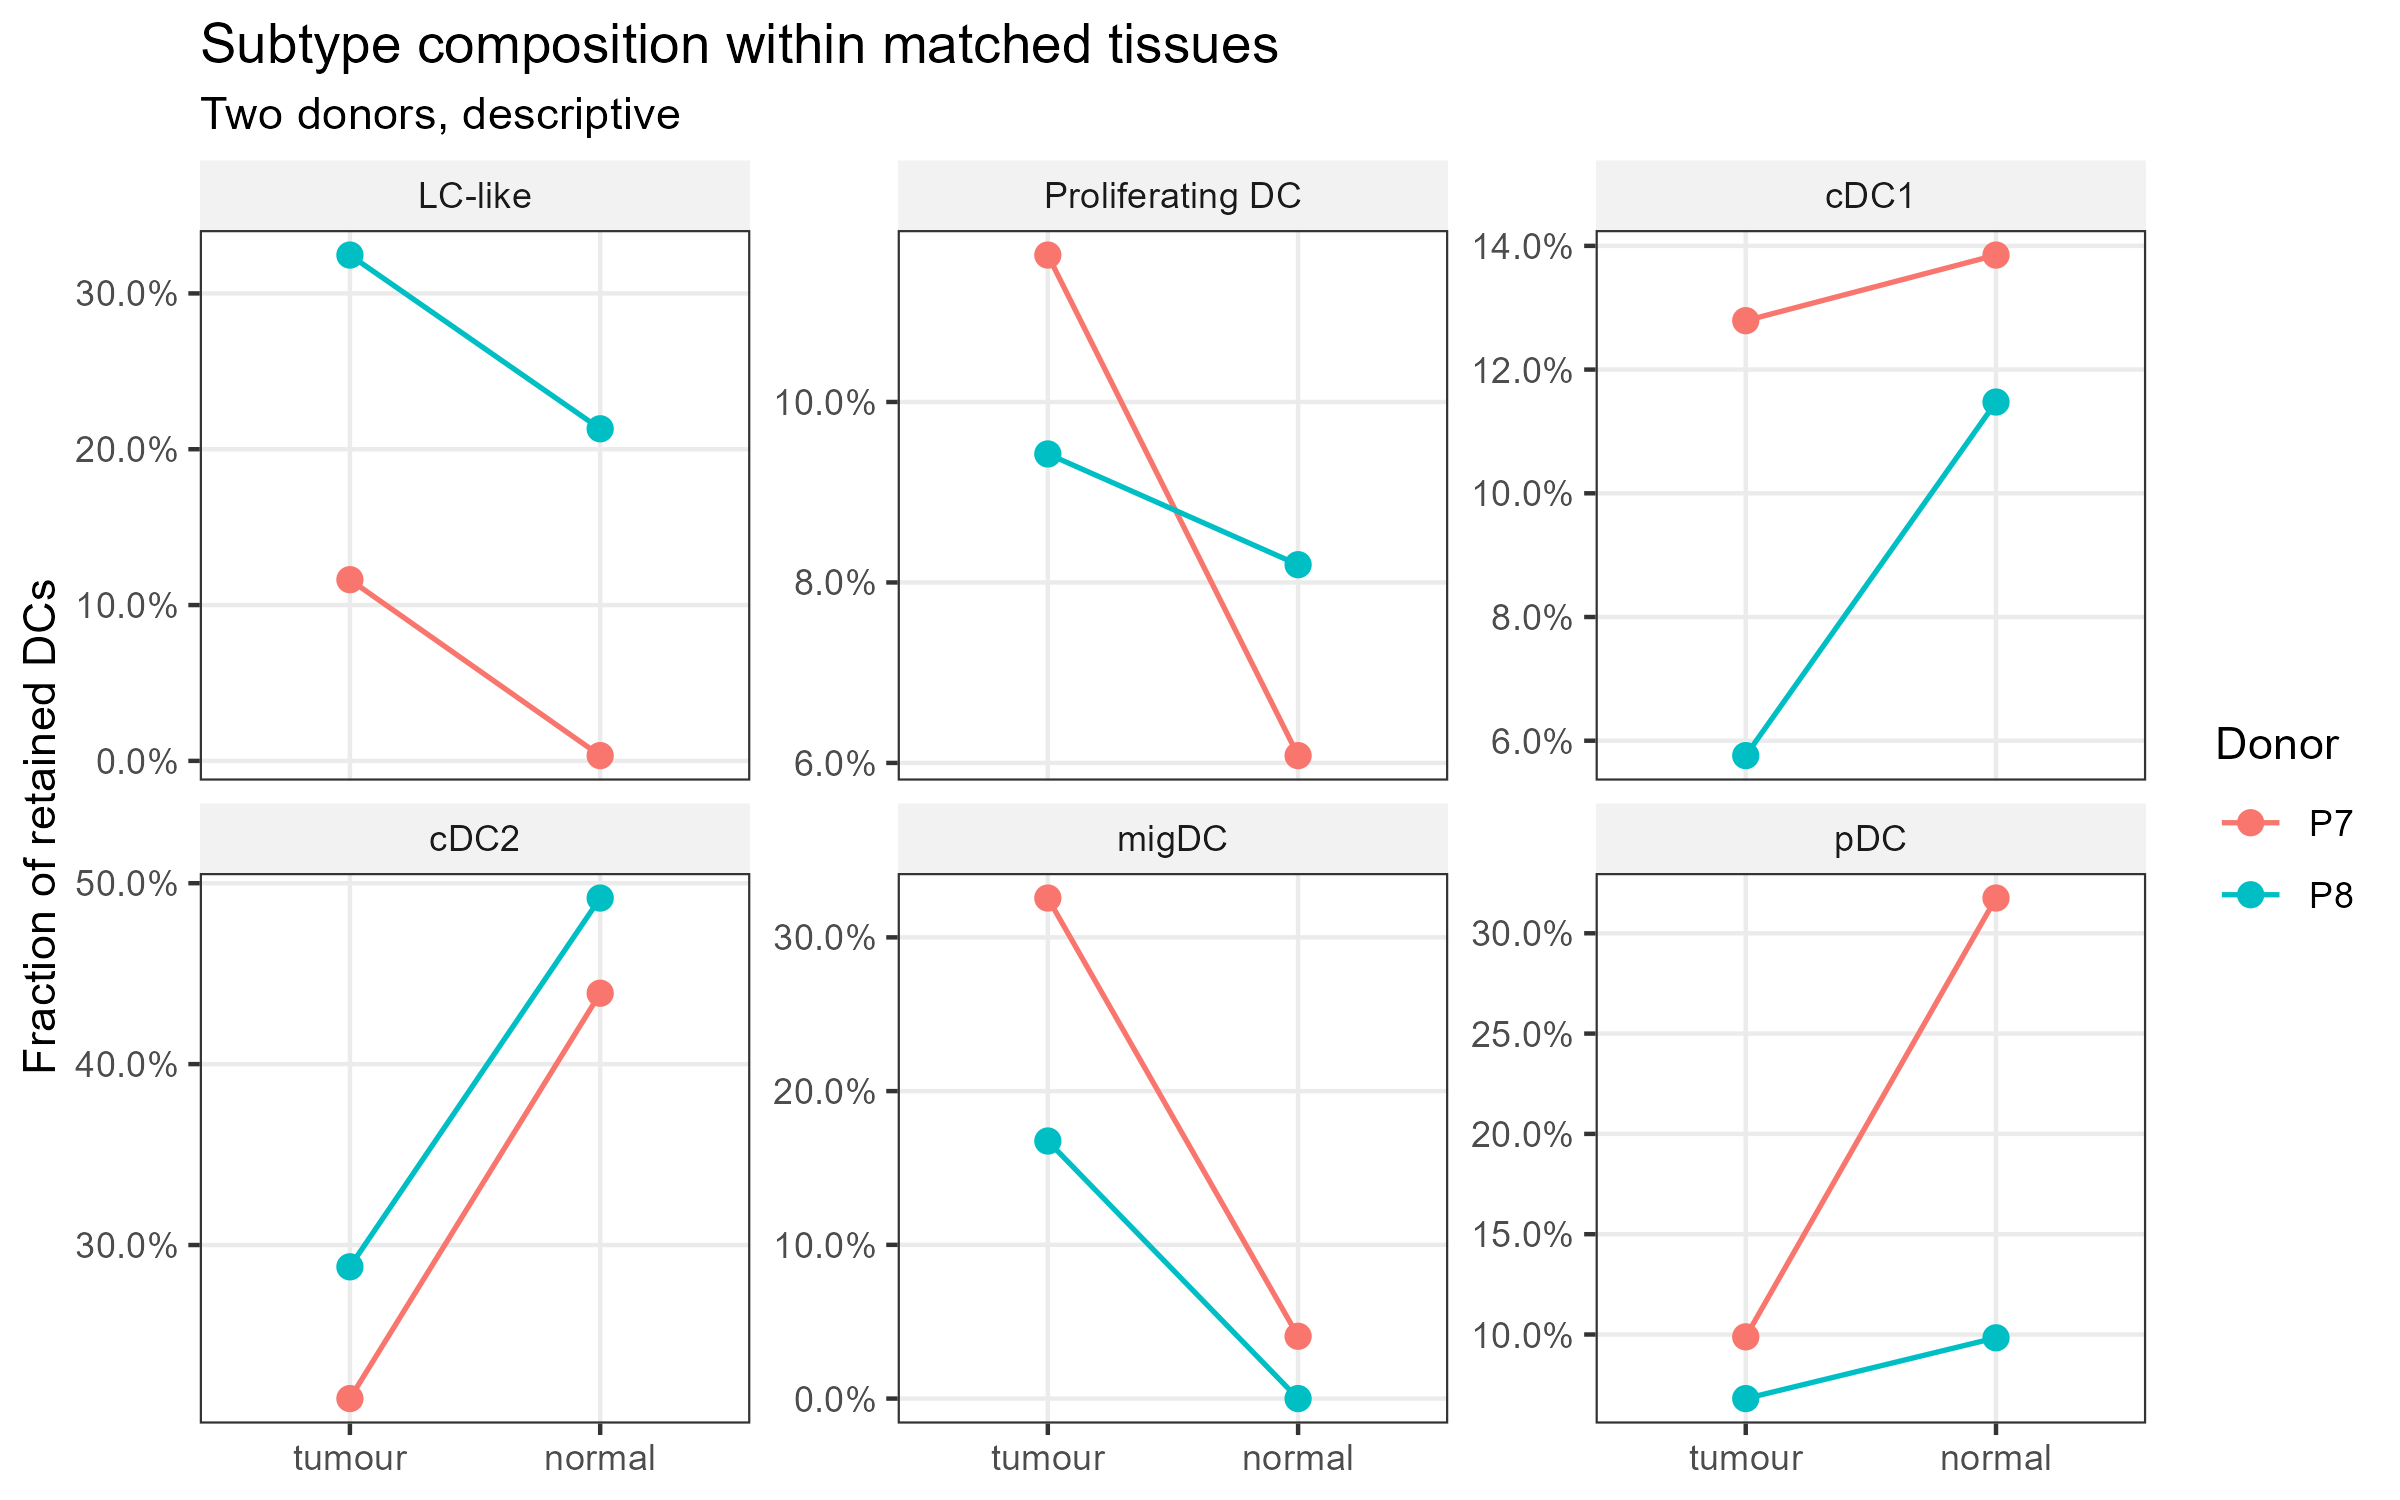 Subtype composition within matched tissues
Two donors, descriptive
Fraction of retained DCs
LC-like
30.0%
20.0%
10.0%
0.0%
Proliferating DC
10.0%
8.0%
6.0%
cDC1
14.0%
12.0%
10.0%
8.0%
6.0%
cDC2
50.0%
40.0%
30.0%
tumour normal
migDC
30.0%
20.0%
10.0%
0.0%
tumour normal
pDC
30.0%
25.0%
20.0%
15.0%
10.0%
tumour normal
Donor
P7
P8